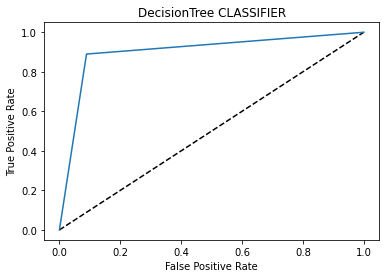 DecisionTree CLASSIFIER
1.0
0.8
0.6
0.4
0.2
0.0
True Positive Rate
0.0 0.2 0.4 0.6 0.8 1.0
False Positive Rate